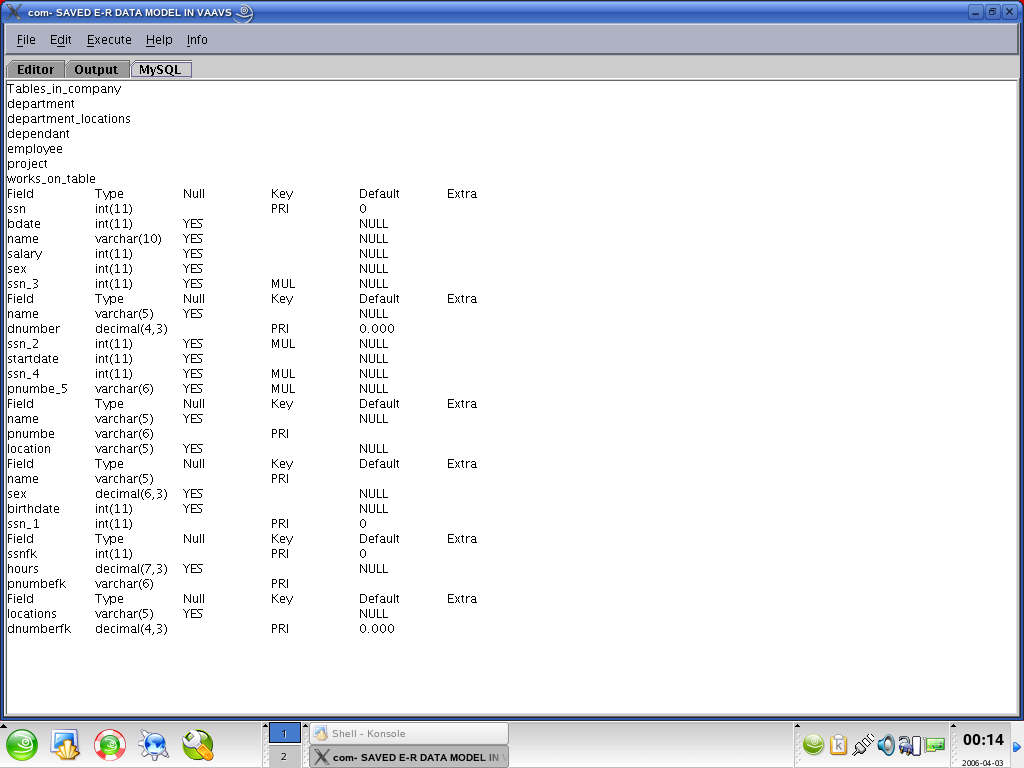 com- SAVED E-R DATA MODEL IN VAAVS
File Edit Execute Help Info
Editor Output MySQL
Tables_in_company
department
department_locations
dependant
employee
project
works_on_table
Field Type Null Key Default Extra
ssn int(11) PRI 0
bdate int(11) YES NULL
name varchar(10) YES NULL
salary int(11) YES NULL
sex int(11) YES NULL
ssn_3 int(11) YES MUL NULL
Field Type Null Key Default Extra
name varchar(5) YES NULL
dnumber decimal(4,3) PRI 0.000
ssn_2 int(11) YES MUL NULL
startdate int(11) YES NULL
ssn_4 int(11) YES MUL NULL
pnumbe_5 varchar(6) YES MUL NULL
Field Type Null Key Default Extra
name varchar(5) YES NULL
pnumbe varchar(6) PRI
location varchar(5) YES NULL
Field Type Null Key Default Extra
name varchar(5) PRI
sex decimal(6,3) YES NULL
birthdate int(11) YES NULL
ssn_1 int(11) PRI 0
Field Type Null Key Default Extra
ssnfk int(11) PRI 0
hours decimal(7,3) YES NULL
pnumbefk varchar(6) PRI
Field Type Null Key Default Extra
locations varchar(5) YES NULL
dnumberfk decimal(4,3) PRI 0.000
1 Shell - Konsole
2 com- SAVED E-R DATA MODEL IN V
00:14
2006-04-03